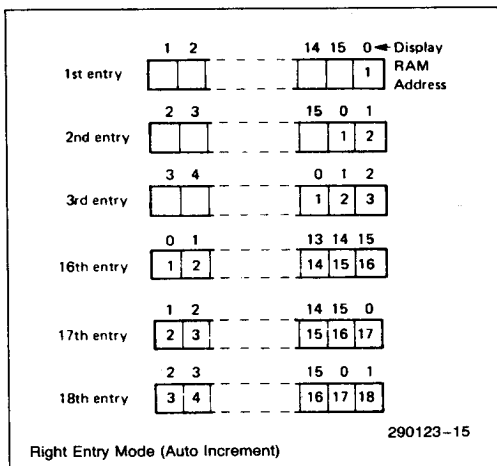 1 2 14 15 0 Display
RAM
Address
1st entry 1
2 3 15 0 1
2nd entry 1 2
3 4 0 1 2
3rd entry 1 2 3
0 1 13 14 15
16th entry 1 2 14 15 16
1 2 14 15 0
17th entry 2 3 15 16 17
2 3 15 0 1
18th entry 3 4 16 17 18
290123-15
Right Entry Mode (Auto Increment)